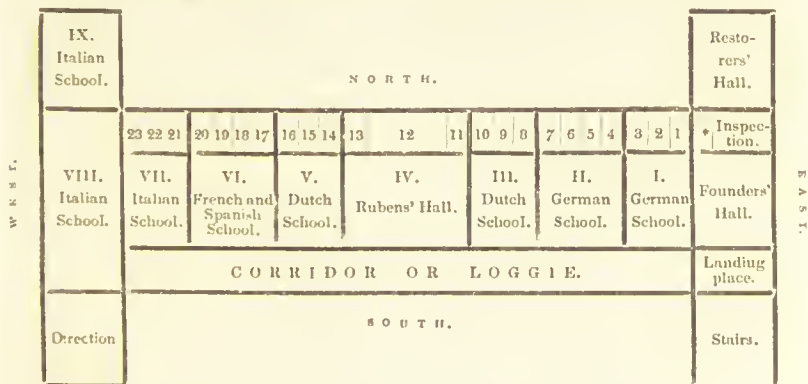 IX.
Italian
School.
NORTH.
Resto-
rers'
Hall.
23 22 21
20 19 18 17
16 15 14
13 12 11
10 9 8
7 6 5 4
3 2 1
* Inspec-
tion.
WEST.
VIII.
Italian
School.
VII.
Italian
School.
VI.
French and
Spanish
School.
V.
Dutch
School.
IV.
Rubens' Hall.
III.
Dutch
School.
II.
German
School.
I.
German
School.
Founders'
Hall.
EAST.
CORRIDOR OR LOGGIE.
Landing
place.
Direction
SOUTH.
Stairs.